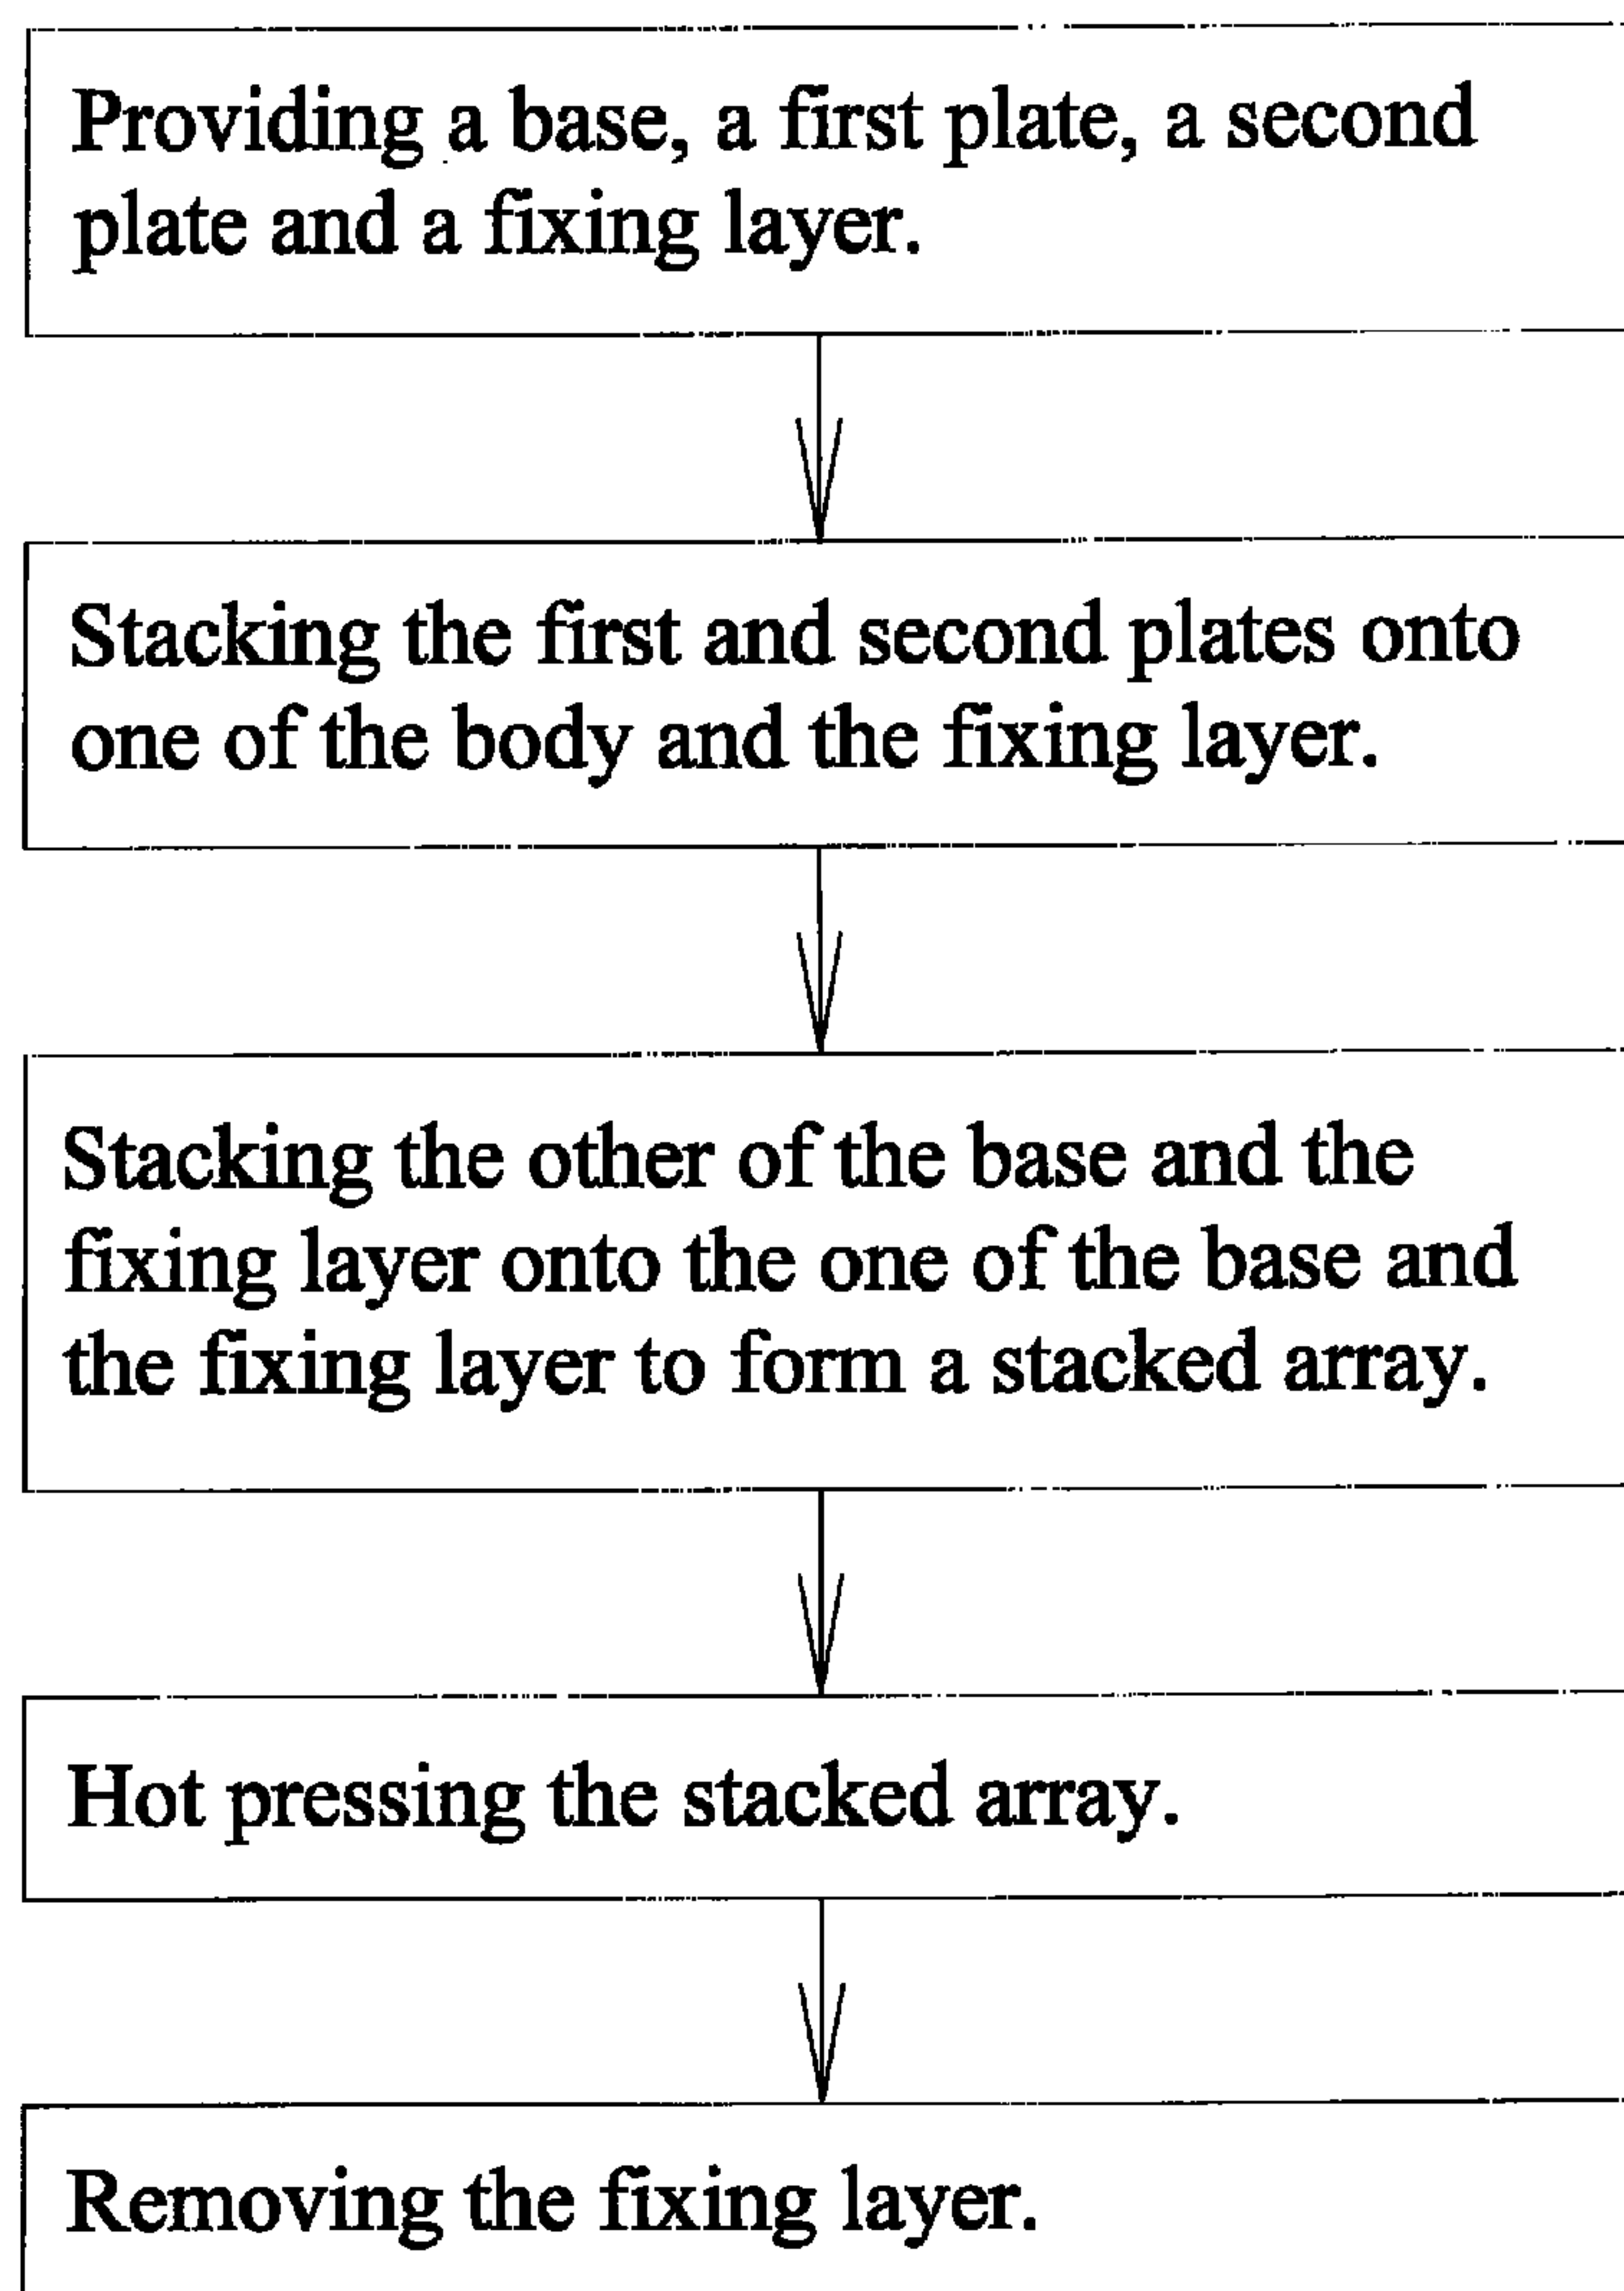 Providing a base, a first plate, a second
plate and a fixing layer.
Stacking the first and second plates onto
one of the body and the fixing layer.
Stacking the other of the base and the
fixing layer onto the one of the base and
the fixing layer to form a stacked array.
Hot pressing the stacked array.
Removing the fixing layer.